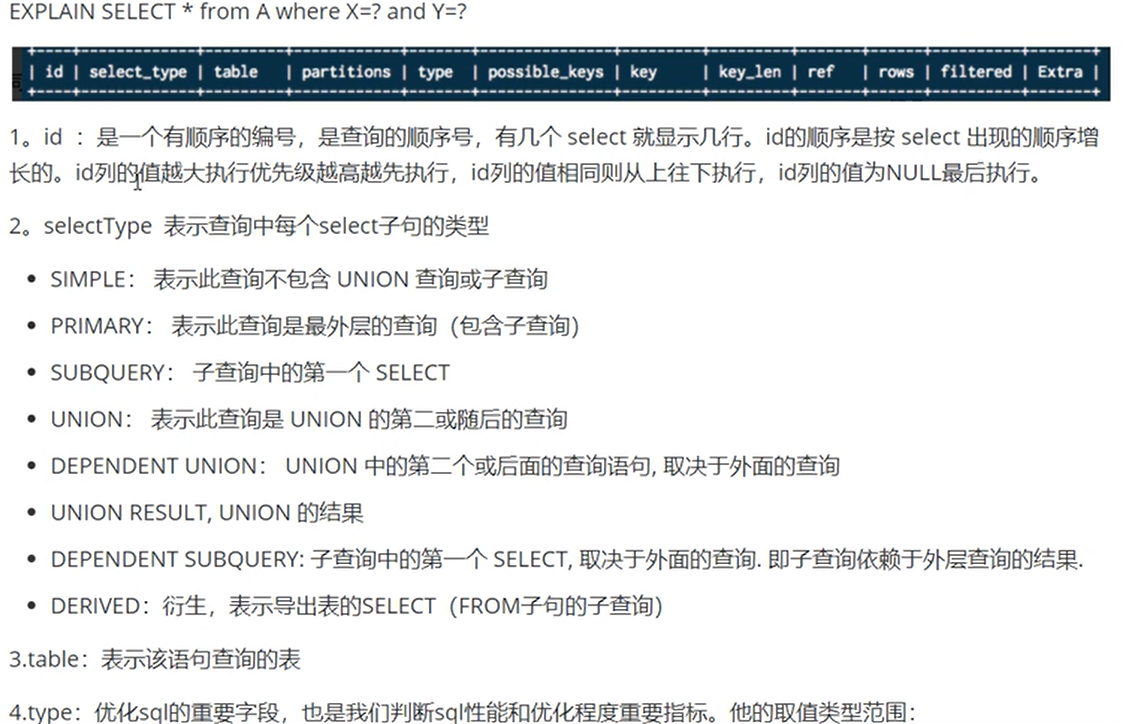 EXPLAIN SELECT * from A where X=? and Y=?
| id | select_type | table | partitions | type | possible_keys | key | key_len | ref | rows | filtered | Extra |
1。id ：是一个有顺序的编号，是查询的顺序号，有几个 select 就显示几行。id的顺序是按 select 出现的顺序增
长的。id列的值越大执行优先级越高越先执行，id列的值相同则从上往下执行，id列的值为NULL最后执行。
2。selectType 表示查询中每个select子句的类型
• SIMPLE： 表示此查询不包含 UNION 查询或子查询
• PRIMARY： 表示此查询是最外层的查询（包含子查询）
• SUBQUERY： 子查询中的第一个 SELECT
• UNION： 表示此查询是 UNION 的第二或随后的查询
• DEPENDENT UNION： UNION 中的第二个或后面的查询语句, 取决于外面的查询
• UNION RESULT, UNION 的结果
• DEPENDENT SUBQUERY: 子查询中的第一个 SELECT, 取决于外面的查询. 即子查询依赖于外层查询的结果.
• DERIVED：衍生，表示导出表的SELECT（FROM子句的子查询）
3.table：表示该语句查询的表
4.type：优化sql的重要字段，也是我们判断sql性能和优化程度重要指标。他的取值类型范围：